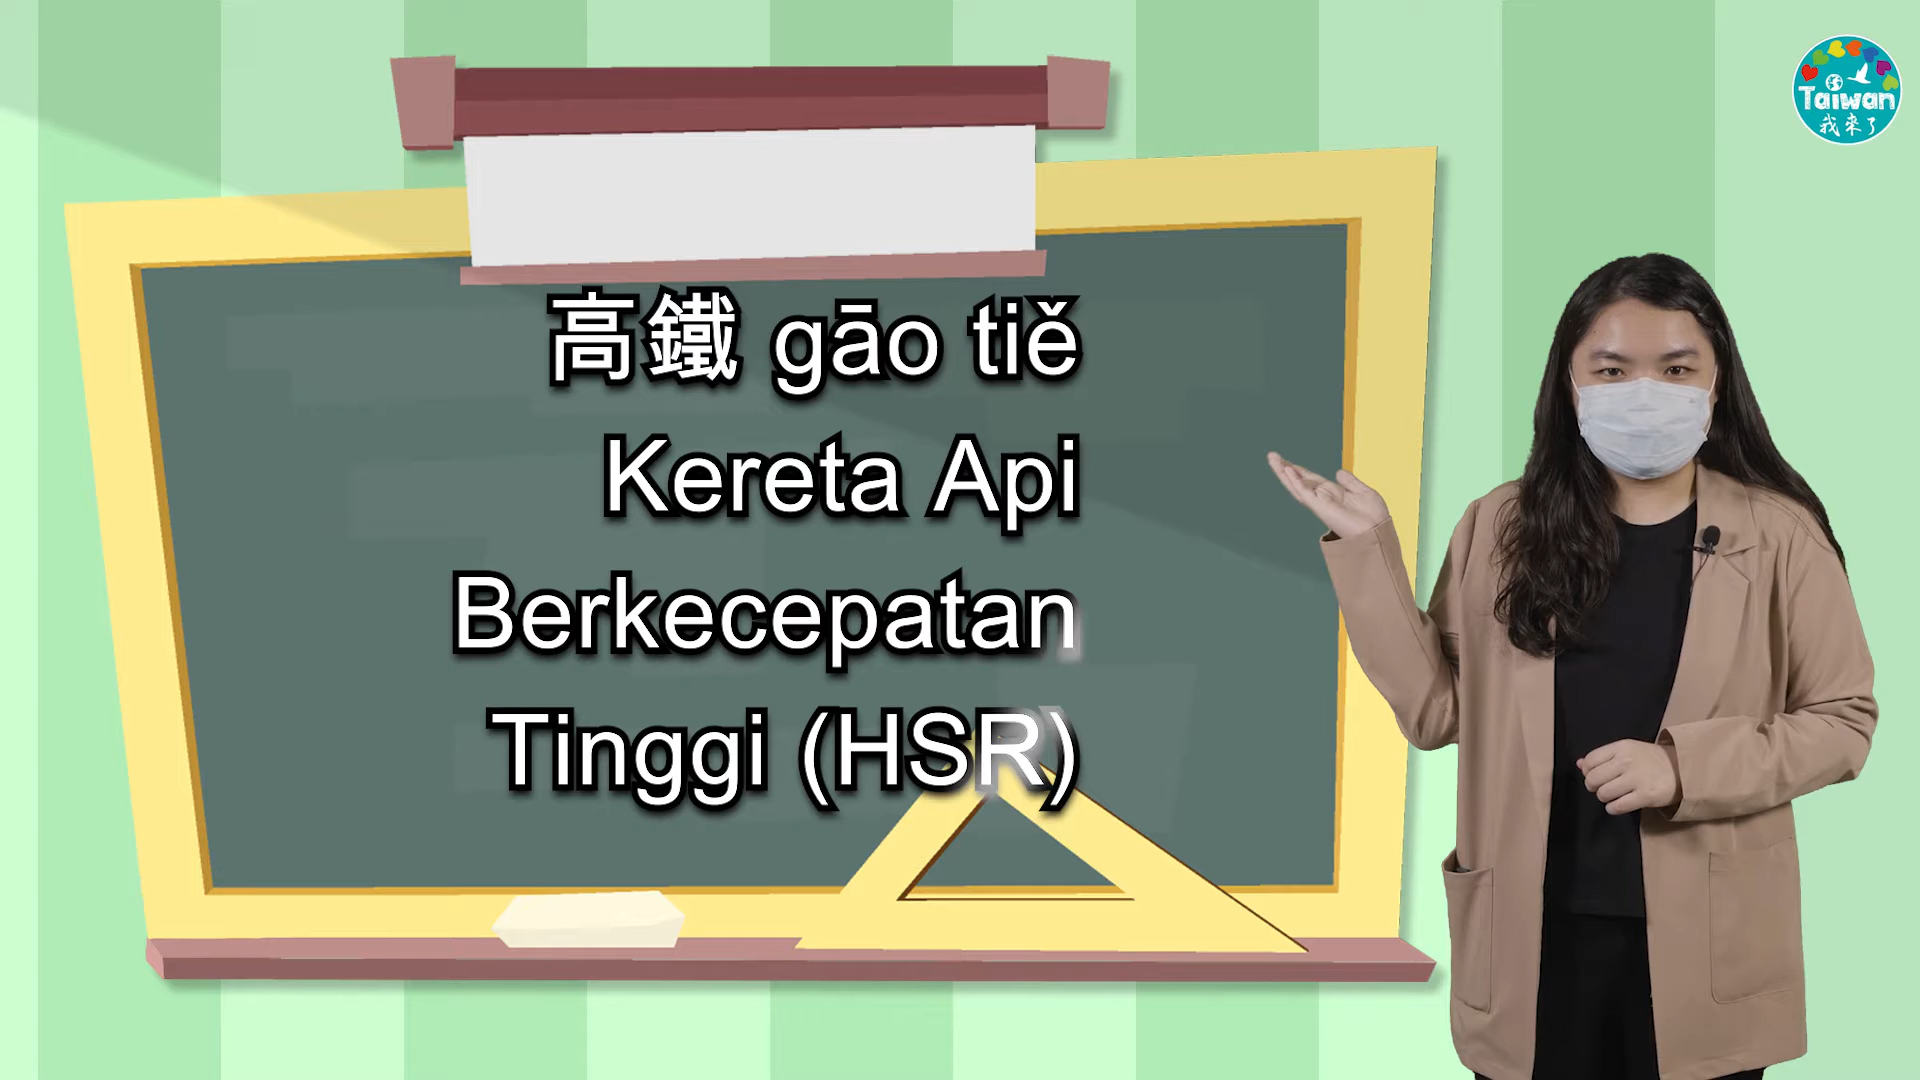 高鐵 gāo tiě
Kereta Api
Berkecepatan
Tinggi (HSR)
Taiwan
我來了